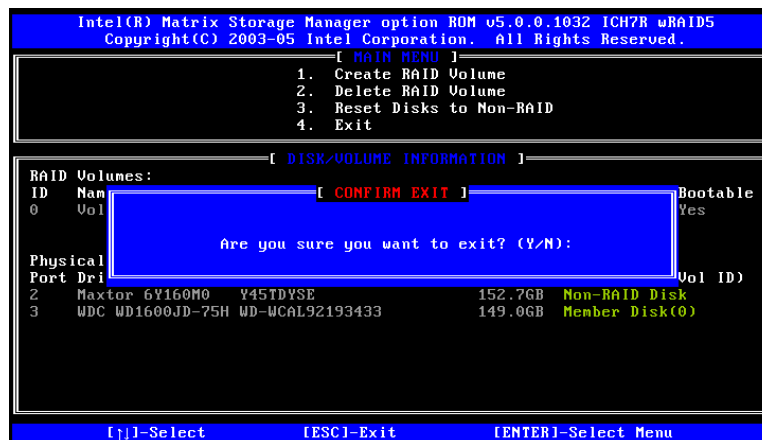 Intel(R) Matrix Storage Manager option ROM v5.0.0.1032 ICH7R wRAID5
Copyright(C) 2003-05 Intel Corporation. All Rights Reserved.
[ MAIN MENU ]
1. Create RAID Volume
2. Delete RAID Volume
3. Reset Disks to Non-RAID
4. Exit
[ DISK/VOLUME INFORMATION ]
RAID Volumes:
ID Nam Bootable
0 Vol Yes
[ CONFIRM EXIT ]
Are you sure you want to exit? (Y/N):
Physical
Port Dri Vol ID)
2 Maxtor 6Y160M0 Y45TDYSE 152.7GB Non-RAID Disk
3 WDC WD1600JD-75H WD-WCAL92193433 149.0GB Member Disk(0)
[↑↓]-Select [ESC]-Exit [ENTER]-Select Menu